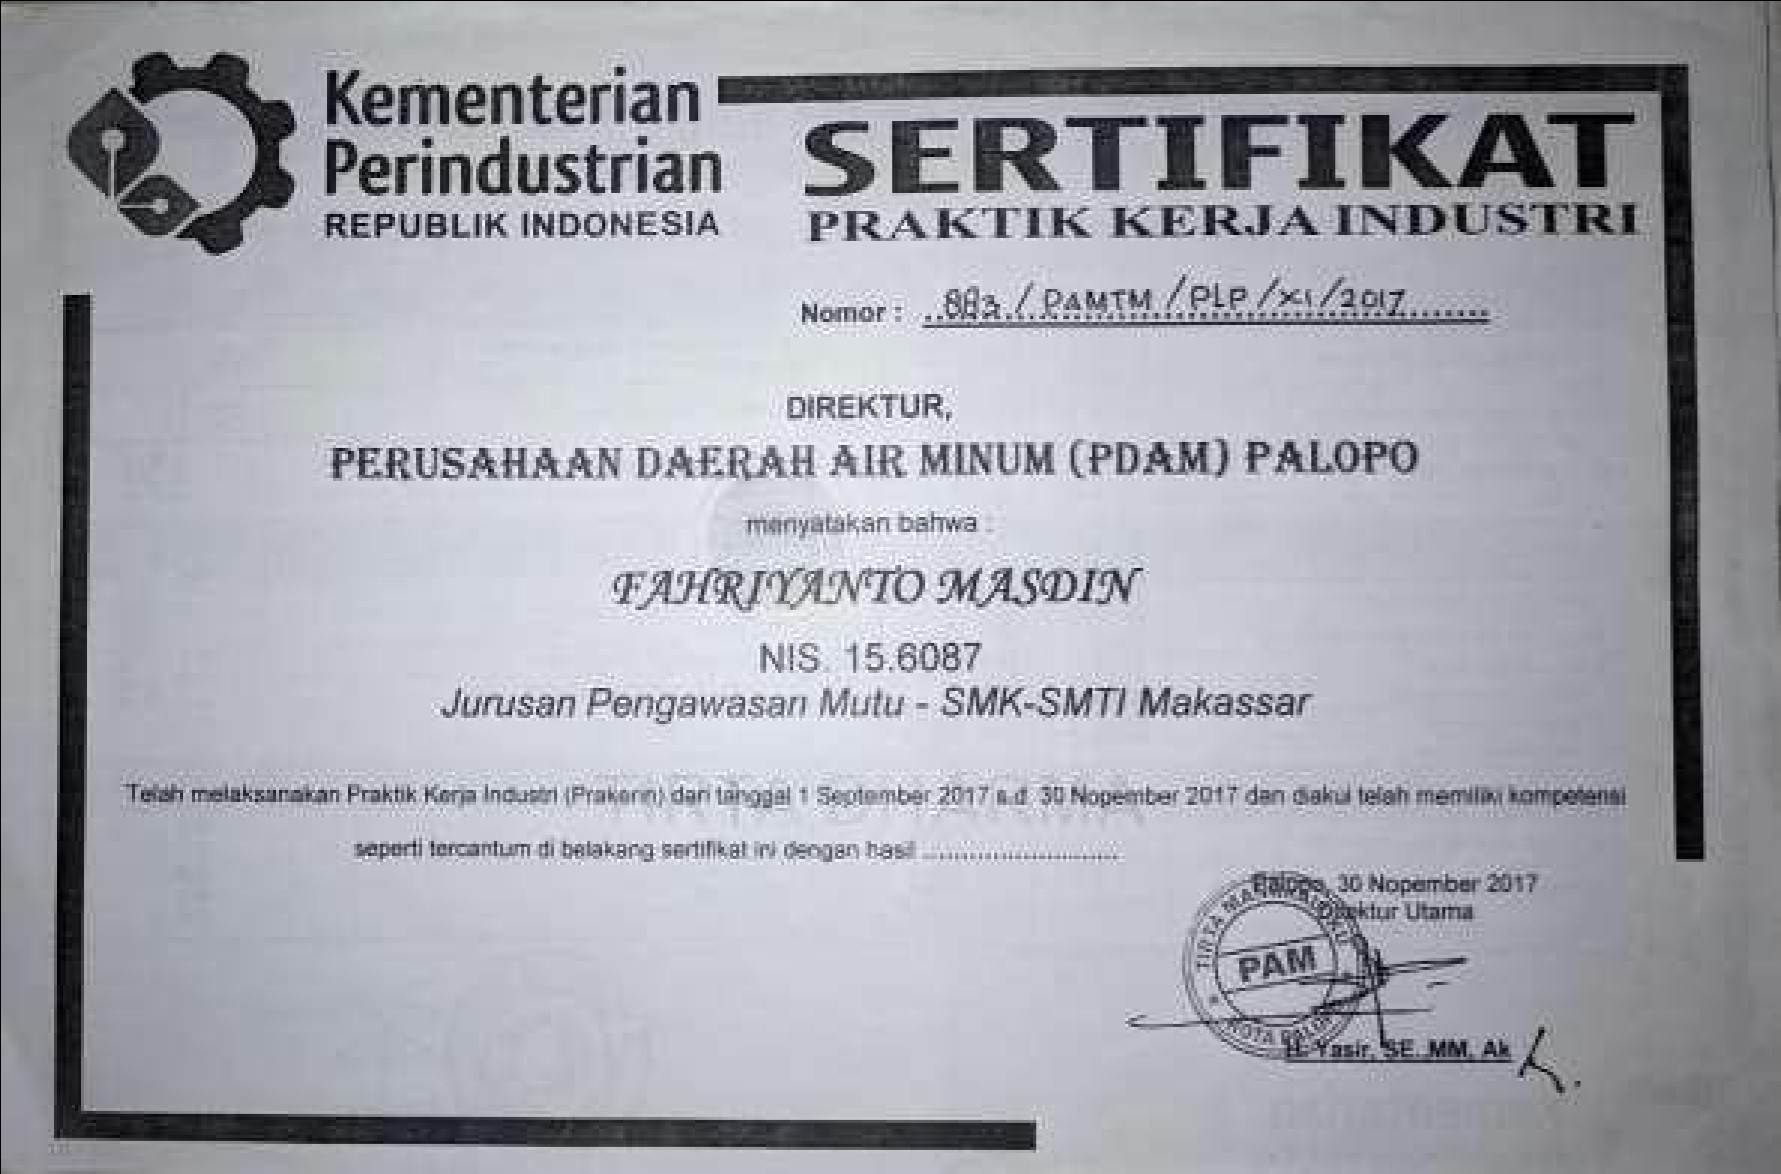 Kementerian
Perindustrian
REPUBLIK INDONESIA
SERTIFIKAT
PRAKTIK KERJA INDUSTRI
Nomor : 883 / PAMTM / PLP / XI / 2017
DIREKTUR,
PERUSAHAAN DAERAH AIR MINUM (PDAM) PALOPO
menyatakan bahwa :
FAHRIYANTO MASDIN
NIS. 15.6087
Jurusan Pengawasan Mutu - SMK-SMTI Makassar
Telah melaksanakan Praktik Kerja Industri (Prakerin) dari tanggal 1 September 2017 s.d. 30 Nopember 2017 dan diakui telah memiliki kompetensi
seperti tercantum di belakang sertifikat ini dengan hasil ............................
Palopo, 30 Nopember 2017
Direktur Utama
TIRTA
PAM
KOTA PALOPO
H. Yasir, SE. MM, Ak